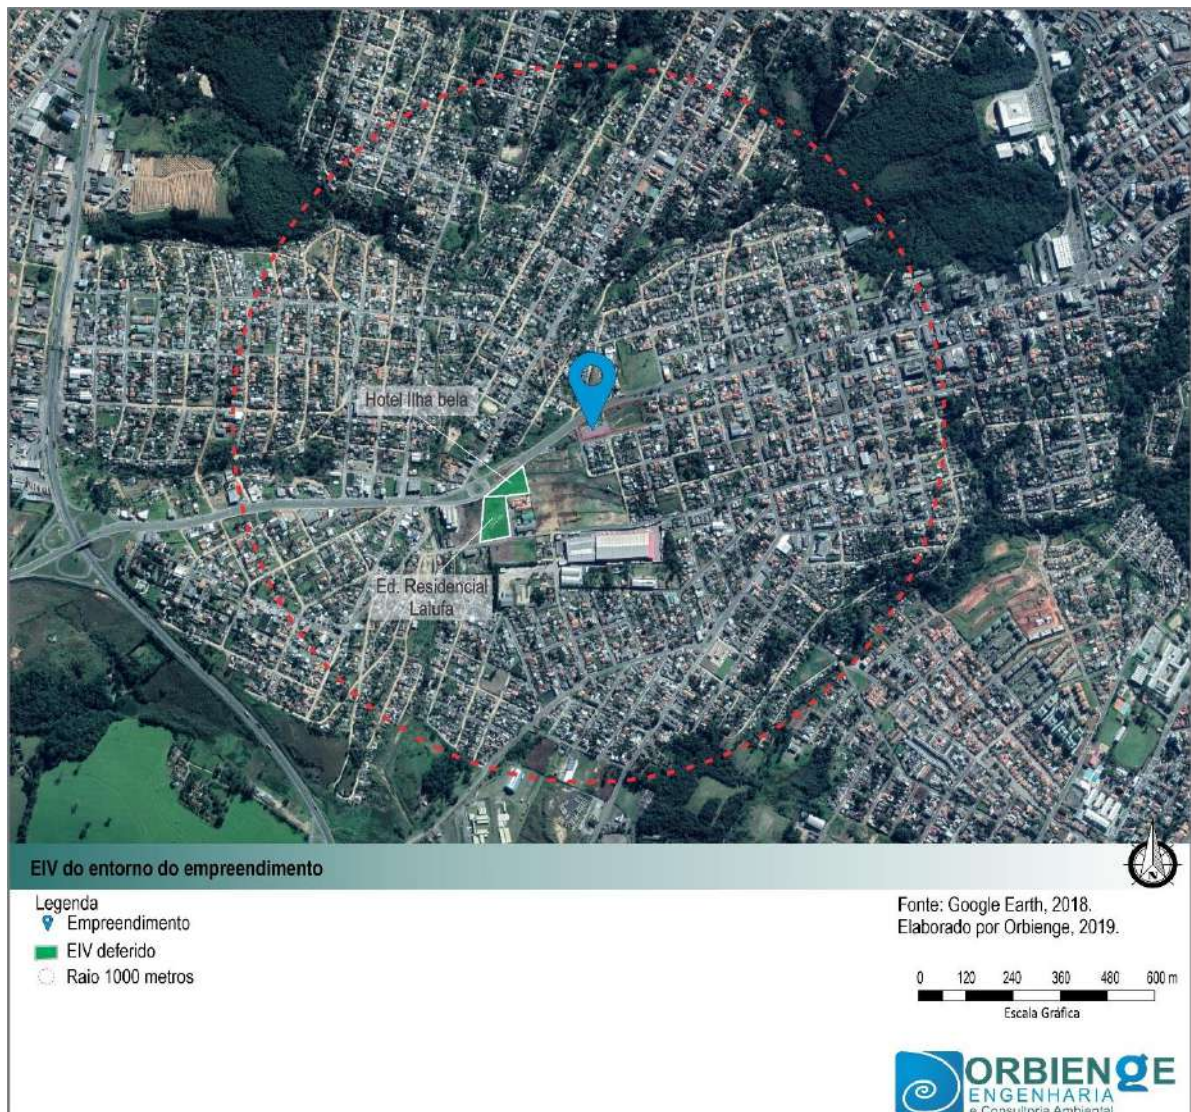 Hotel Ilha bela
Ed. Residencial
Lalufa
EIV do entorno do empreendimento
N
Legenda
Empreendimento
EIV deferido
Raio 1000 metros
Fonte: Google Earth, 2018.
Elaborado por Orbienge, 2019.
0 120 240 360 480 600 m
Escala Gráfica
ORBIENGE
ENGENHARIA
e Consultoria Ambiental